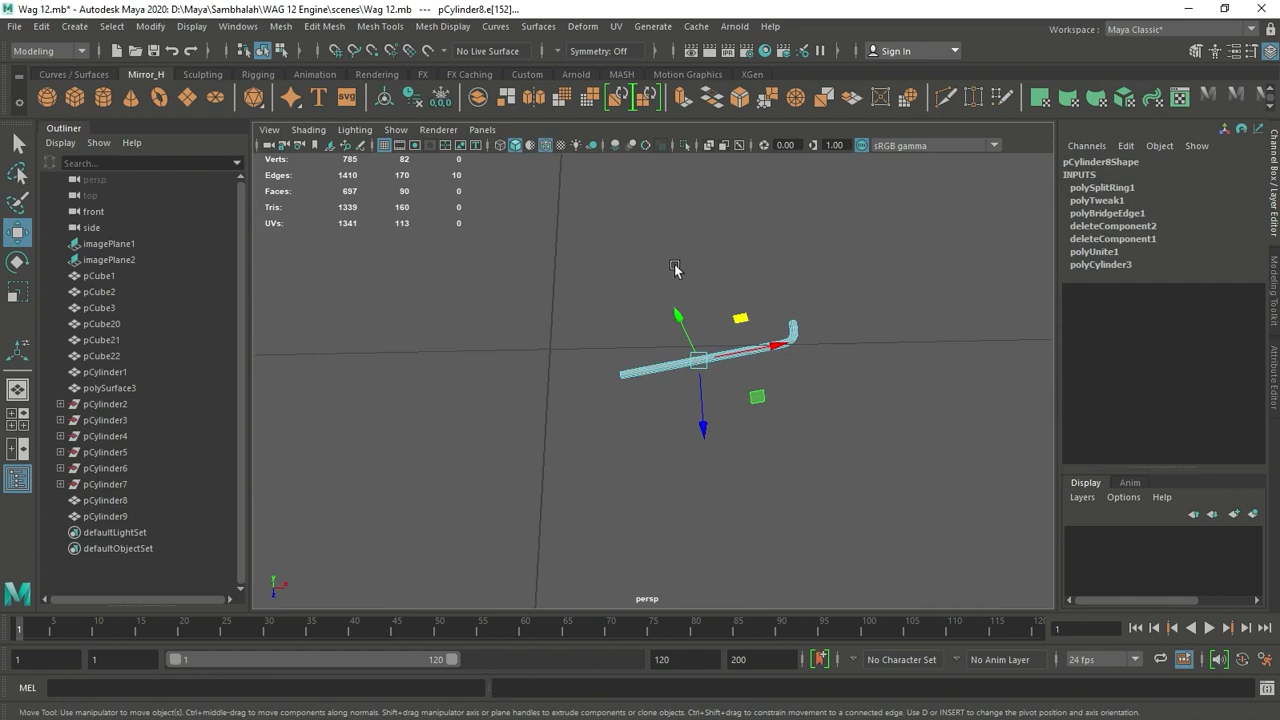 Wag 12.mb* - Autodesk Maya 2020: D:\Maya\Sambhalah\WAG 12 Engine\scenes\Wag 12.mb --- pCylinder8.e[152]...
File Edit Create Select Modify Display Windows Mesh Edit Mesh Mesh Tools Mesh Display Curves Surfaces Deform UV Generate Cache Arnold Help
Workspace : Maya Classic*
Modeling
No Live Surface
Symmetry: Off
Sign In
Curves / Surfaces Mirror_H Sculpting Rigging Animation Rendering FX FX Caching Custom Arnold MASH Motion Graphics XGen
Outliner
Display Show Help
Search...
persp
top
front
side
imagePlane1
imagePlane2
pCube1
pCube2
pCube3
pCube20
pCube21
pCube22
pCylinder1
polySurface3
pCylinder2
pCylinder3
pCylinder4
pCylinder5
pCylinder6
pCylinder7
pCylinder8
pCylinder9
defaultLightSet
defaultObjectSet
View Shading Lighting Show Renderer Panels
0.00 1.00 sRGB gamma
Verts: 785 82 0
Edges: 1410 170 10
Faces: 697 90 0
Tris: 1339 160 0
UVs: 1341 113 0
persp
Channels Edit Object Show
pCylinder8Shape
INPUTS
polySplitRing1
polyTweak1
polyBridgeEdge1
deleteComponent2
deleteComponent1
polyUnite1
polyCylinder3
Display Anim
Layers Options Help
Channel Box / Layer Editor
Modeling Toolkit
Attribute Editor
1 5 10 15 20 25 30 35 40 45 50 55 60 65 70 75 80 85 90 95 100 105 110 115 120
1
1 1 1 120 120 200 No Character Set No Anim Layer 24 fps
MEL
Move Tool: Use manipulator to move object(s). Ctrl+middle-drag to move components along normals. Shift+drag manipulator axis or plane handles to extrude components or clone objects. Ctrl+Shift+drag to constrain movement to a connected edge. Use D or INSERT to change the pivot position and axis orientation.